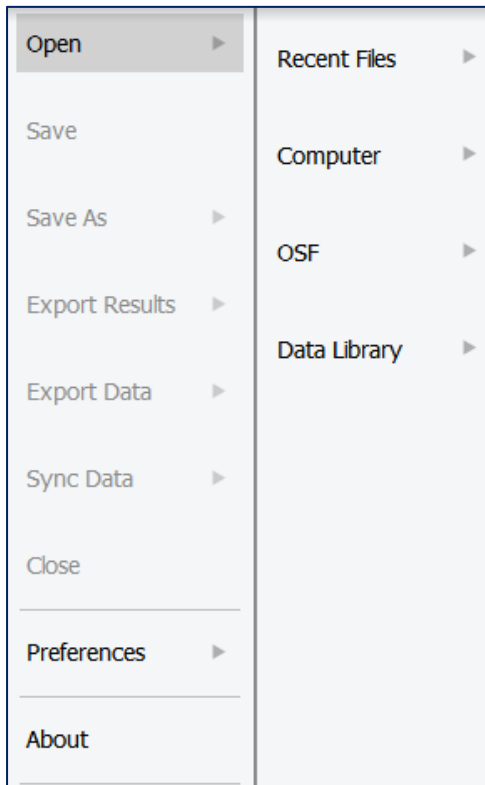 Open
Save
Save As
Export Results
Export Data
Sync Data
Close
Preferences
About
Recent Files
Computer
OSF
Data Library